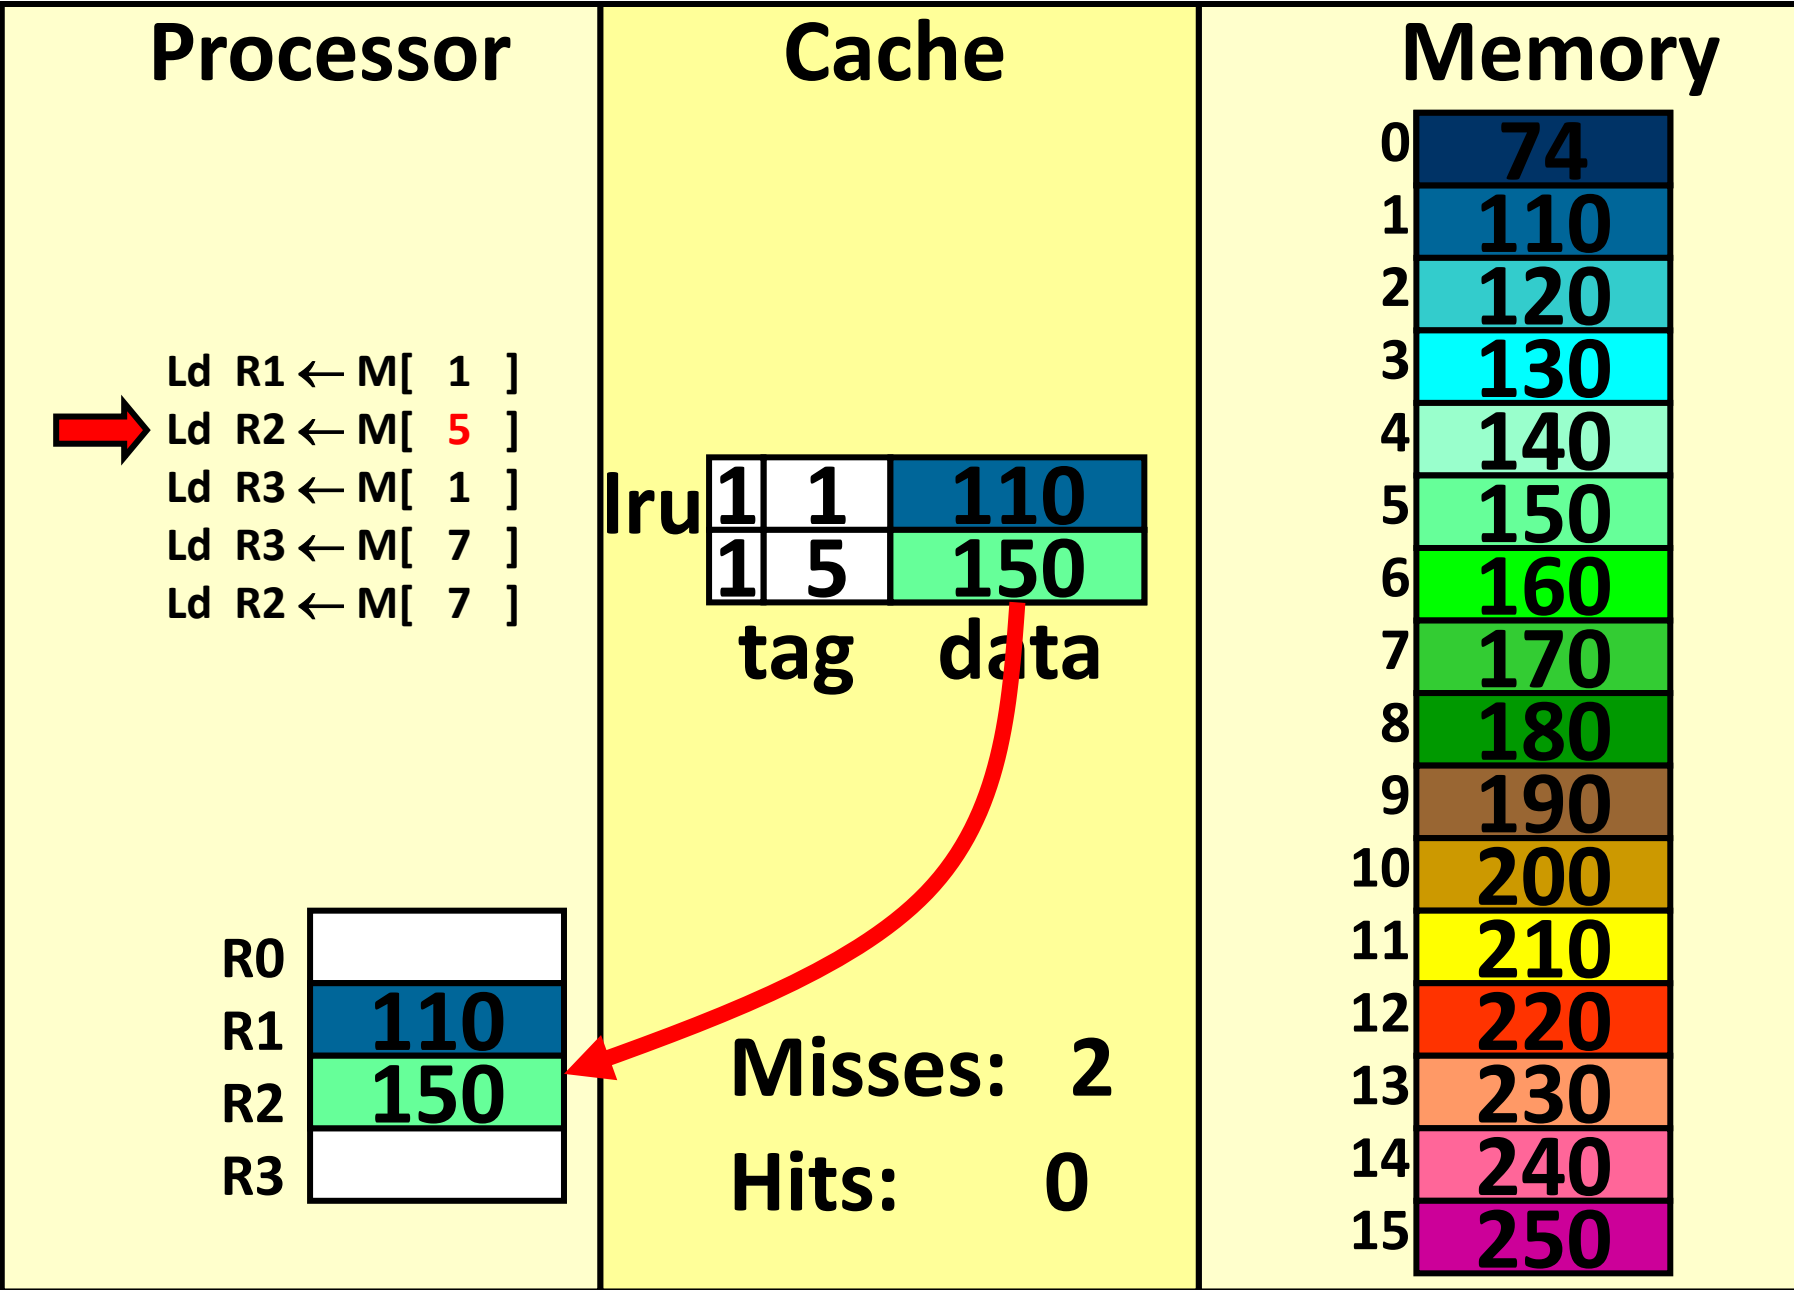 Processor
Ld R1 ← M[ 1 ]
Ld R2 ← M[ 5 ]
Ld R3 ← M[ 1 ]
Ld R3 ← M[ 7 ]
Ld R2 ← M[ 7 ]
R0
R1 110
R2 150
R3
Cache
lru
1 1 110
1 5 150
tag data
Misses: 2
Hits: 0
Memory
0 74
1 110
2 120
3 130
4 140
5 150
6 160
7 170
8 180
9 190
10 200
11 210
12 220
13 230
14 240
15 250